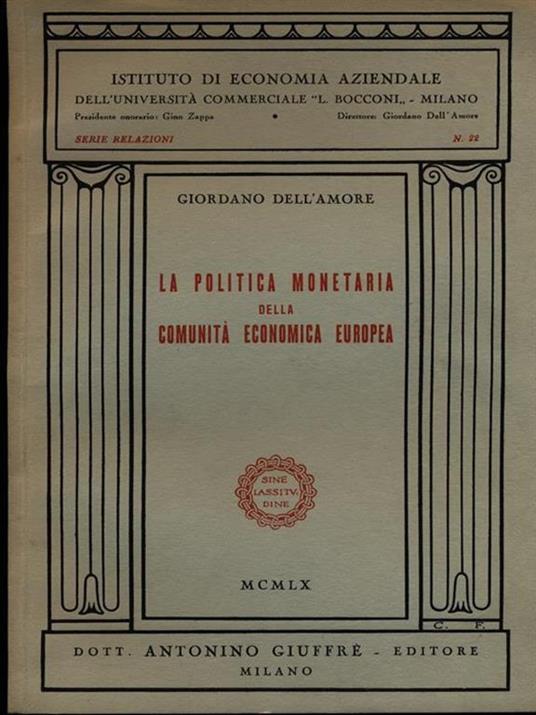 ISTITUTO DI ECONOMIA AZIENDALE
DELL'UNIVERSITÀ COMMERCIALE "L. BOCCONI„ - MILANO
Presidente onorario: Gino Zappa • Direttore: Giordano Dell'Amore
SERIE RELAZIONI N. 22
GIORDANO DELL'AMORE
LA POLITICA MONETARIA
DELLA
COMUNITÀ ECONOMICA EUROPEA
SINE
LASSITV
DINE
MCMLX
C. F.
DOTT. ANTONINO GIUFFRÈ - EDITORE
MILANO